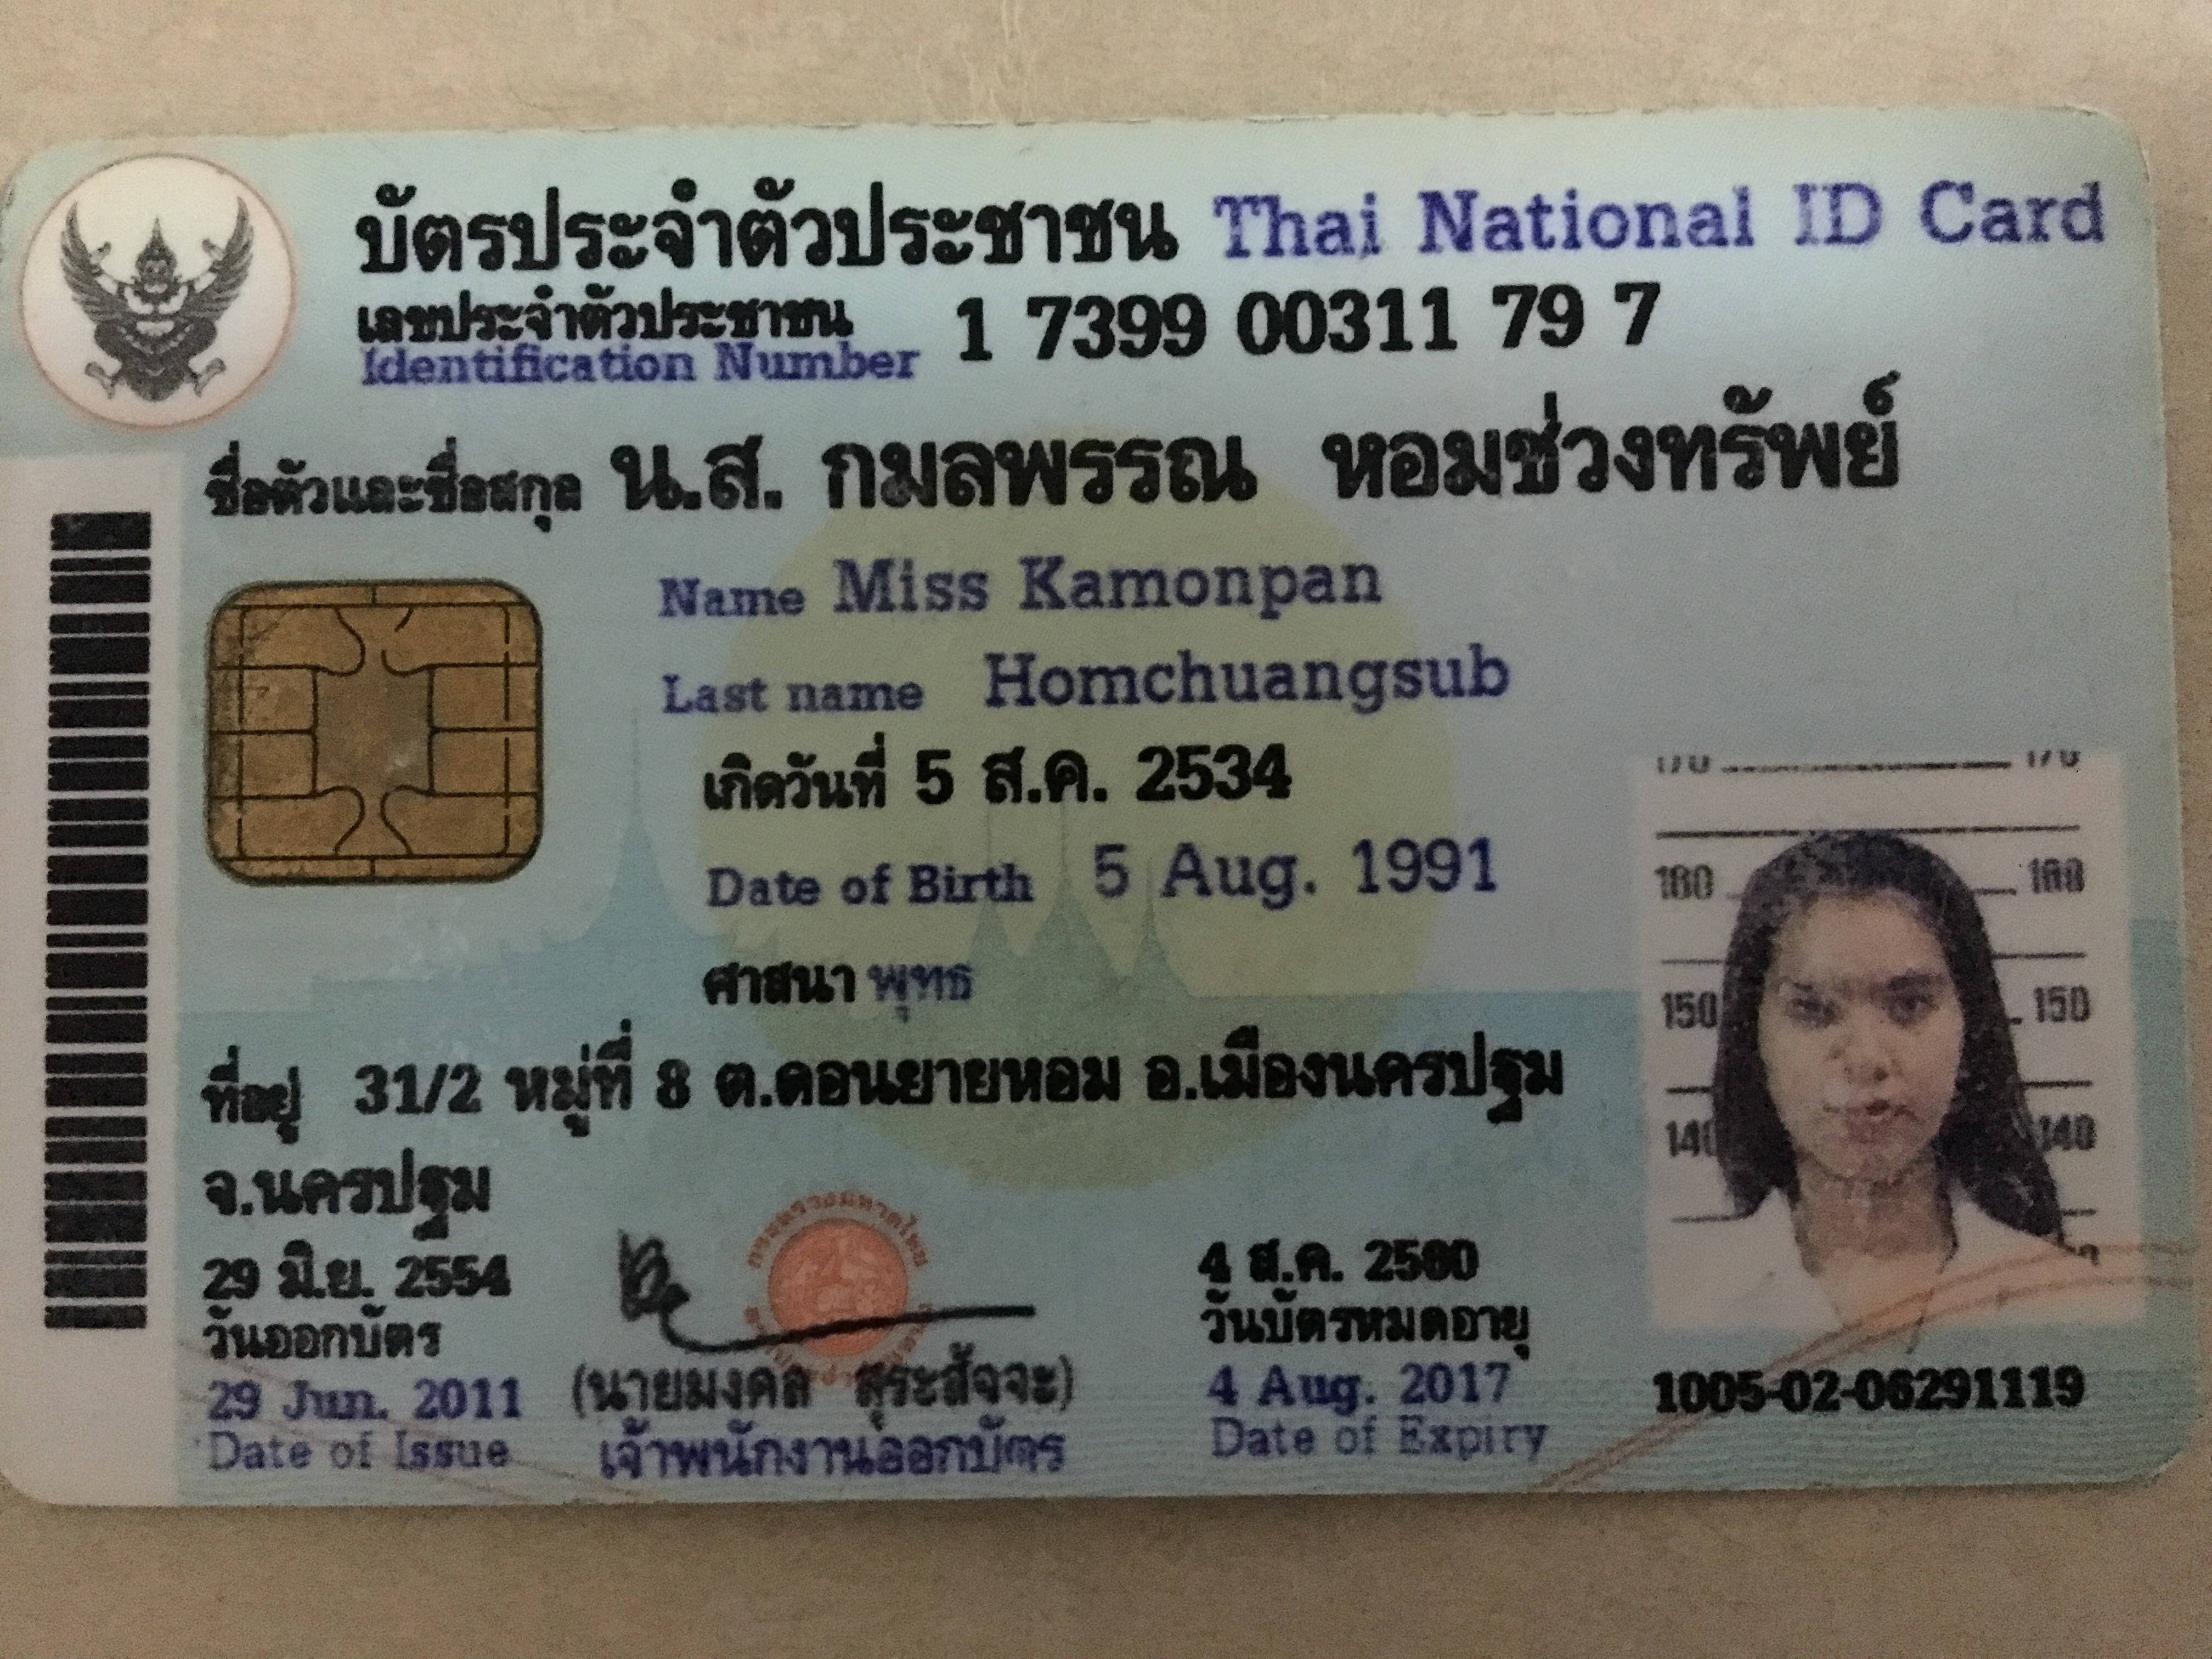 บัตรประจำตัวประชาชน Thai National ID Card
เลขประจำตัวประชาชน
Identification Number
1 7399 00311 79 7
ชื่อตัวและชื่อสกุล น.ส. กมลพรรณ หอมช่วงทรัพย์
Name Miss Kamonpan
Last name Homchuangsub
เกิดวันที่ 5 ส.ค. 2534
Date of Birth 5 Aug. 1991
ศาสนา พุทธ
ที่อยู่ 31/2 หมู่ที่ 8 ต.ดอนยายหอม อ.เมืองนครปฐม
จ.นครปฐม
29 มิ.ย. 2554
วันออกบัตร
29 Jun. 2011
Date of Issue
(นายมงคล สุระสัจจะ)
เจ้าพนักงานออกบัตร
4 ส.ค. 2560
วันบัตรหมดอายุ
4 Aug. 2017
Date of Expiry
170 170
160 160
150 150
140 140
1005-02-06291119